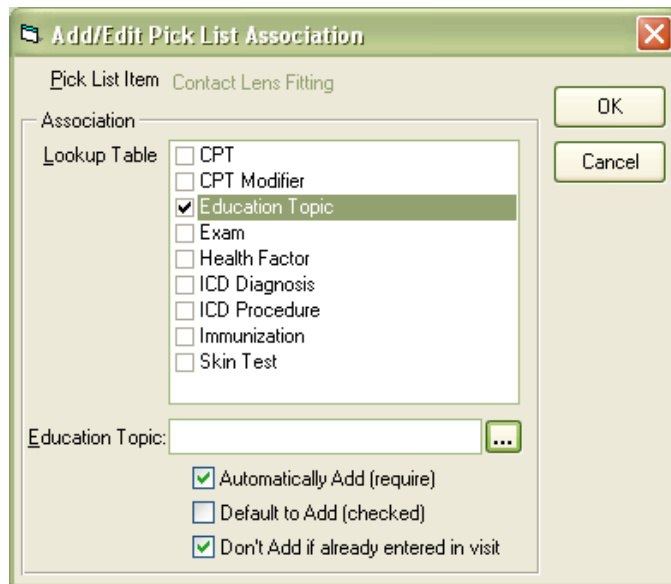 Add/Edit Pick List Association
Pick List Item Contact Lens Fitting
OK
Association
Lookup Table
CPT
Cancel
CPT Modifier
Education Topic
Exam
Health Factor
ICD Diagnosis
ICD Procedure
Immunization
Skin Test
Education Topic:
...
Automatically Add (require)
Default to Add (checked)
Don't Add if already entered in visit